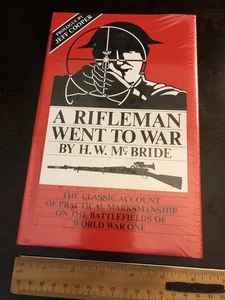 PROLOGUE BY
JEFF COOPER
A RIFLEMAN
WENT TO WAR
BY H. W. McBRIDE
THE CLASSIC ACCOUNT
OF PRACTICAL MARKSMANSHIP
ON THE BATTLEFIELDS OF
WORLD WAR ONE